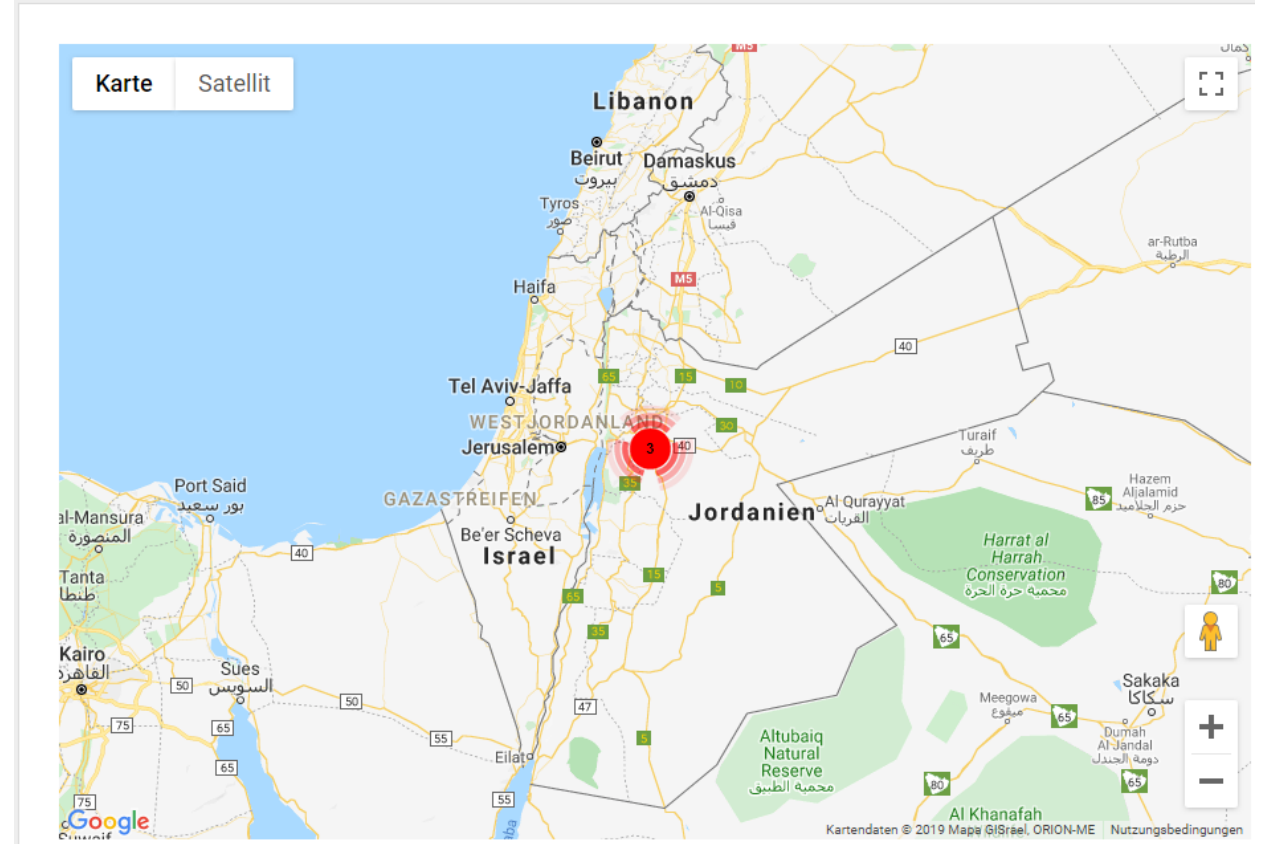 Karte
Satellit
M5
كمال
Libanon
Beirut
بيروت
Damaskus
دمشق
Al-Qisa
قيسا
Tyros
صور
ar-Rutba
الرطبة
M5
Haifa
40
65
15
10
Tel Aviv-Jaffa
WESTJORDANLAND
30
Jerusalem
3
40
Turaif
طريف
35
Port Said
بور سعيد
GAZASTREIFEN
Hazem
Aljalamid
حزم الجلاميد
85
Jordanien
Al Qurayyat
القريات
al-Mansura
المنصورة
Be'er Scheva
Israel
40
Harrat al
Harrah
Conservation
محمية حرة الحرة
Tanta
طنطا
15
5
65
80
35
65
Kairo
القاهرة
Sues
السويس
50
50
Sakaka
سكاكا
Meegowa
ميقوع
47
65
75
65
55
5
Dumah
Al Jandal
دومة الجندل
Altubaiq
Natural
Reserve
محمية الطبيق
Eilat
65
80
65
55
75
Al Khanafah
Google
Kartendaten © 2019 Mapa GISrael, ORION-ME
Nutzungsbedingungen